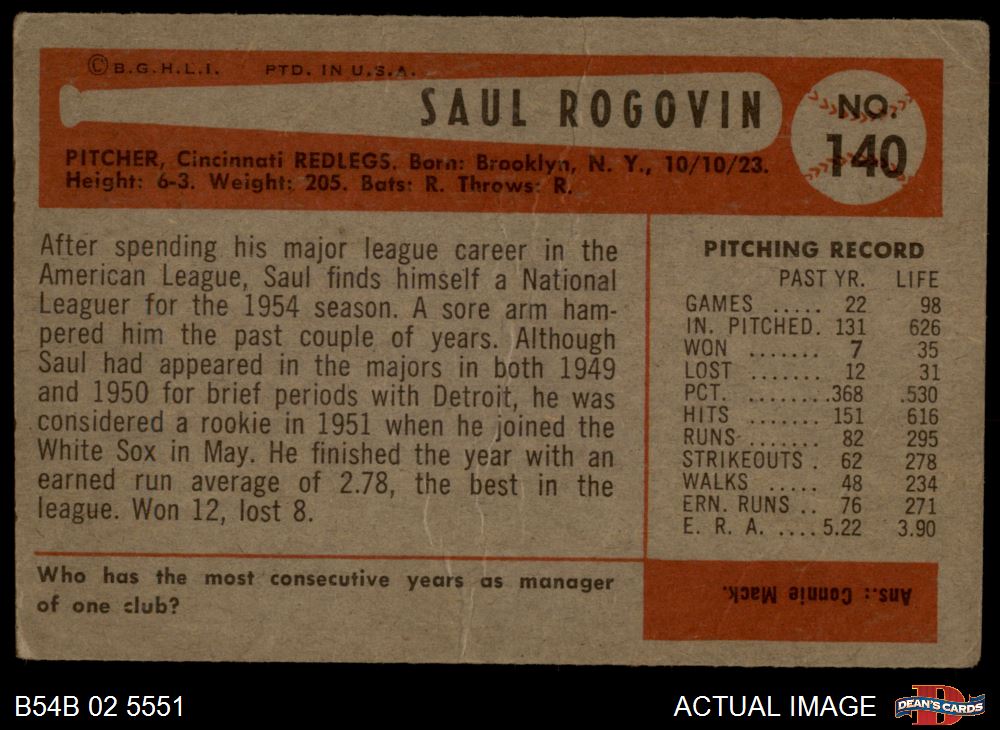 ©B.G.H.L.I. PTD. IN U.S.A.
SAUL ROGOVIN
NO.
140
PITCHER, Cincinnati REDLEGS. Born: Brooklyn, N. Y., 10/10/23.
Height: 6-3. Weight: 205. Bats: R. Throws: R.
After spending his major league career in the
American League, Saul finds himself a National
Leaguer for the 1954 season. A sore arm ham-
pered him the past couple of years. Although
Saul had appeared in the majors in both 1949
and 1950 for brief periods with Detroit, he was
considered a rookie in 1951 when he joined the
White Sox in May. He finished the year with an
earned run average of 2.78, the best in the
league. Won 12, lost 8.
PITCHING RECORD
PAST YR. LIFE
GAMES ..... 22 98
IN. PITCHED. 131 626
WON ....... 7 35
LOST ....... 12 31
PCT. ........ .368 .530
HITS ....... 151 616
RUNS ....... 82 295
STRIKEOUTS . 62 278
WALKS ..... 48 234
ERN. RUNS .. 76 271
E. R. A. .... 5.22 3.90
Who has the most consecutive years as manager
of one club?
Ans.: Connie Mack.
B54B 02 5551
ACTUAL IMAGE
D
DEAN'S CARDS